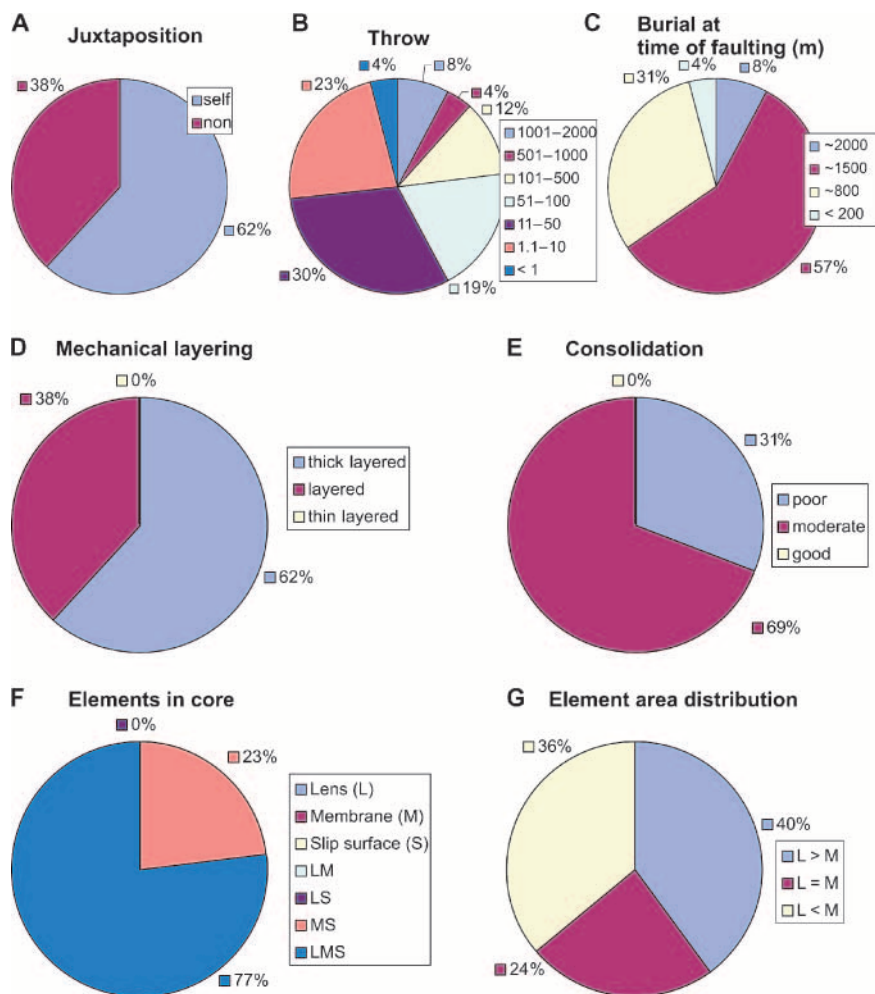 A
Juxtaposition
38%
self
non
62%
B
Throw
4%
8%
23%
4%
12%
1001–2000
501–1000
101–500
51–100
11–50
1.1–10
< 1
30%
19%
C
Burial at
time of faulting (m)
4%
8%
31%
~2000
~1500
~800
< 200
57%
D
Mechanical layering
0%
38%
thick layered
layered
thin layered
62%
E
Consolidation
0%
31%
poor
moderate
good
69%
F
Elements in core
0%
23%
Lens (L)
Membrane (M)
Slip surface (S)
LM
LS
MS
LMS
77%
G
Element area distribution
36%
40%
L > M
L = M
L < M
24%